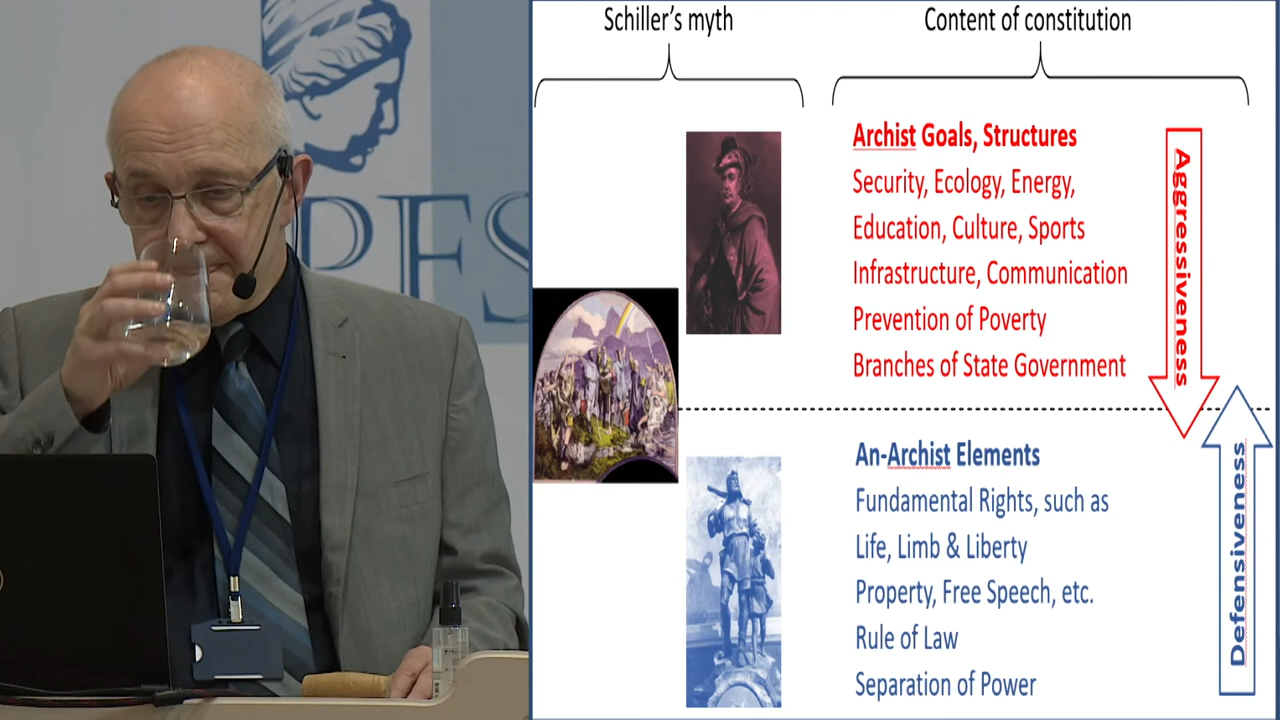 PFS
Schiller's myth
Content of constitution
Archist Goals, Structures
Security, Ecology, Energy,
Education, Culture, Sports
Infrastructure, Communication
Prevention of Poverty
Branches of State Government
Aggressiveness
An-Archist Elements
Fundamental Rights, such as
Life, Limb & Liberty
Property, Free Speech, etc.
Rule of Law
Separation of Power
Defensiveness